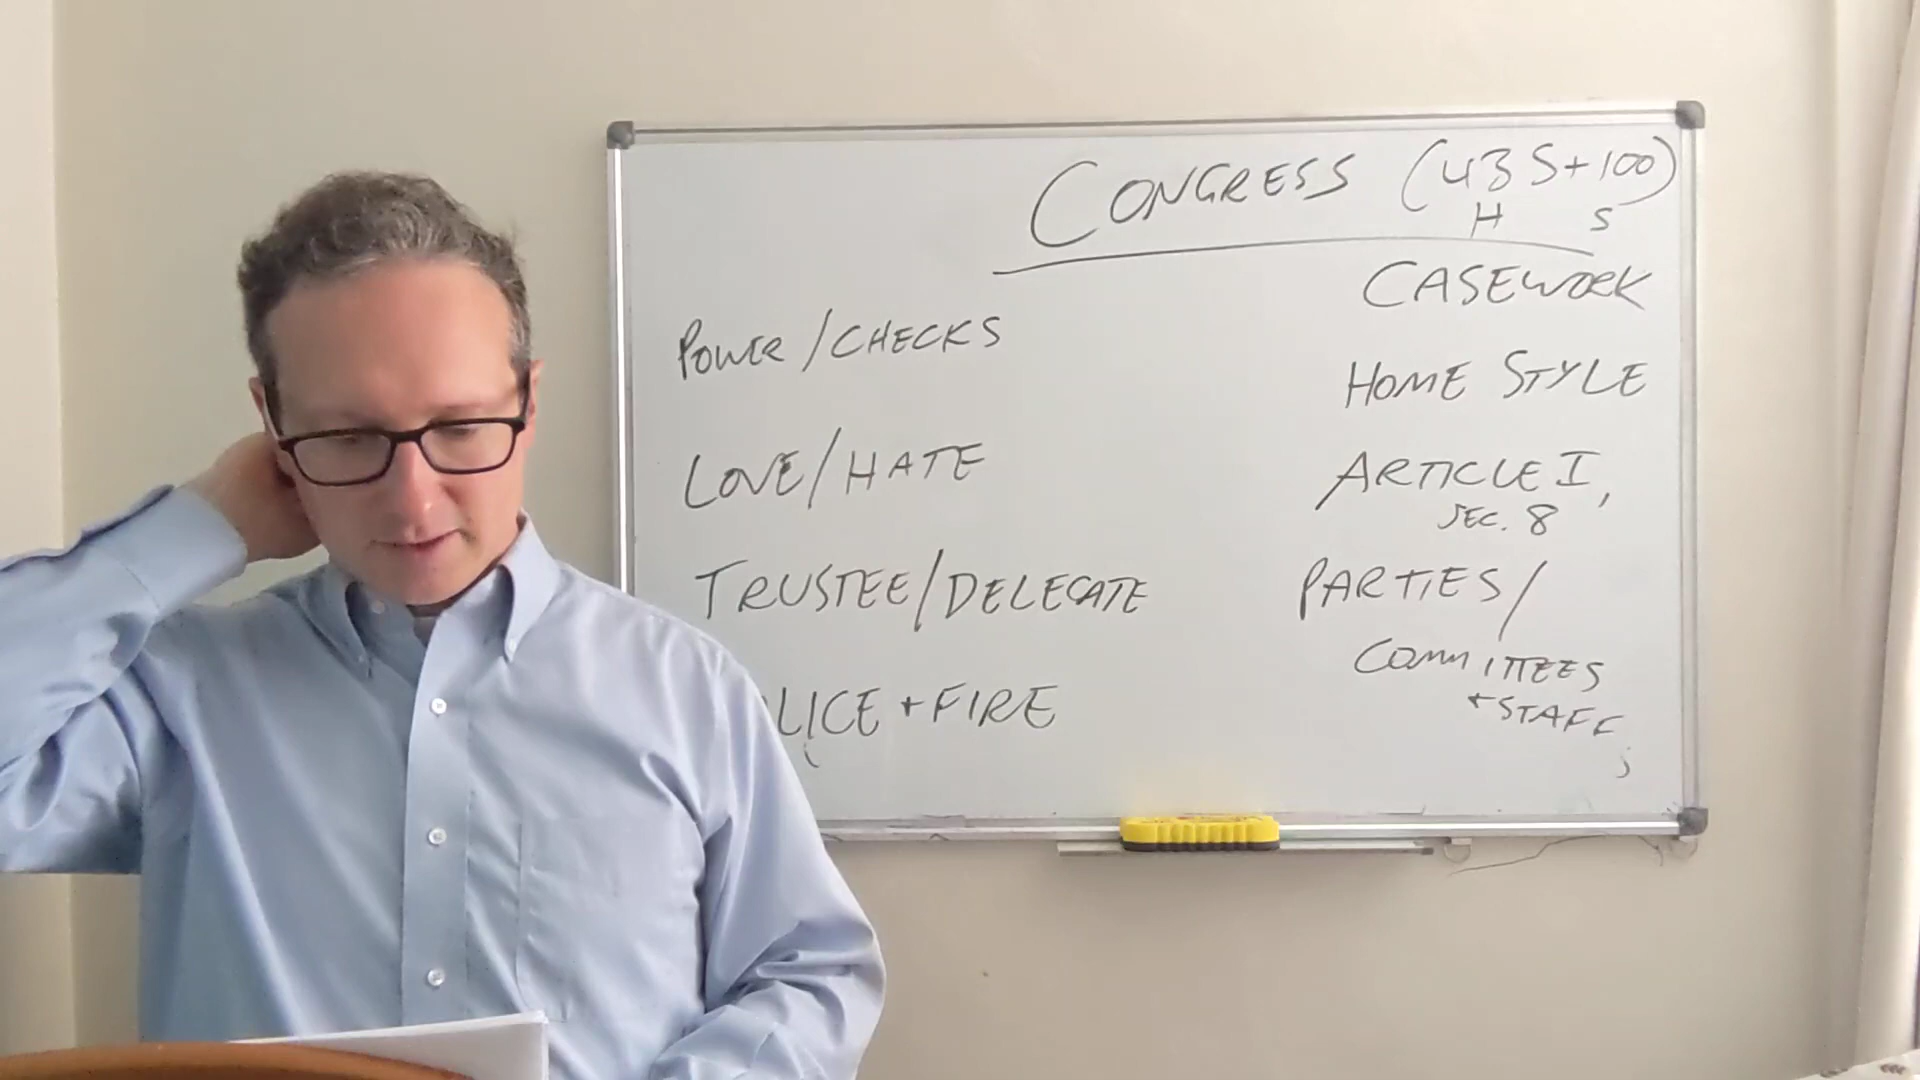 CONGRESS (435+100)
H S
POWER/CHECKS
LOVE/HATE
TRUSTEE/DELEGATE
LICE + FIRE
CASEWORK
HOME STYLE
ARTICLE I,
SEC. 8
PARTIES/
COMMITTEES
+ STAFF